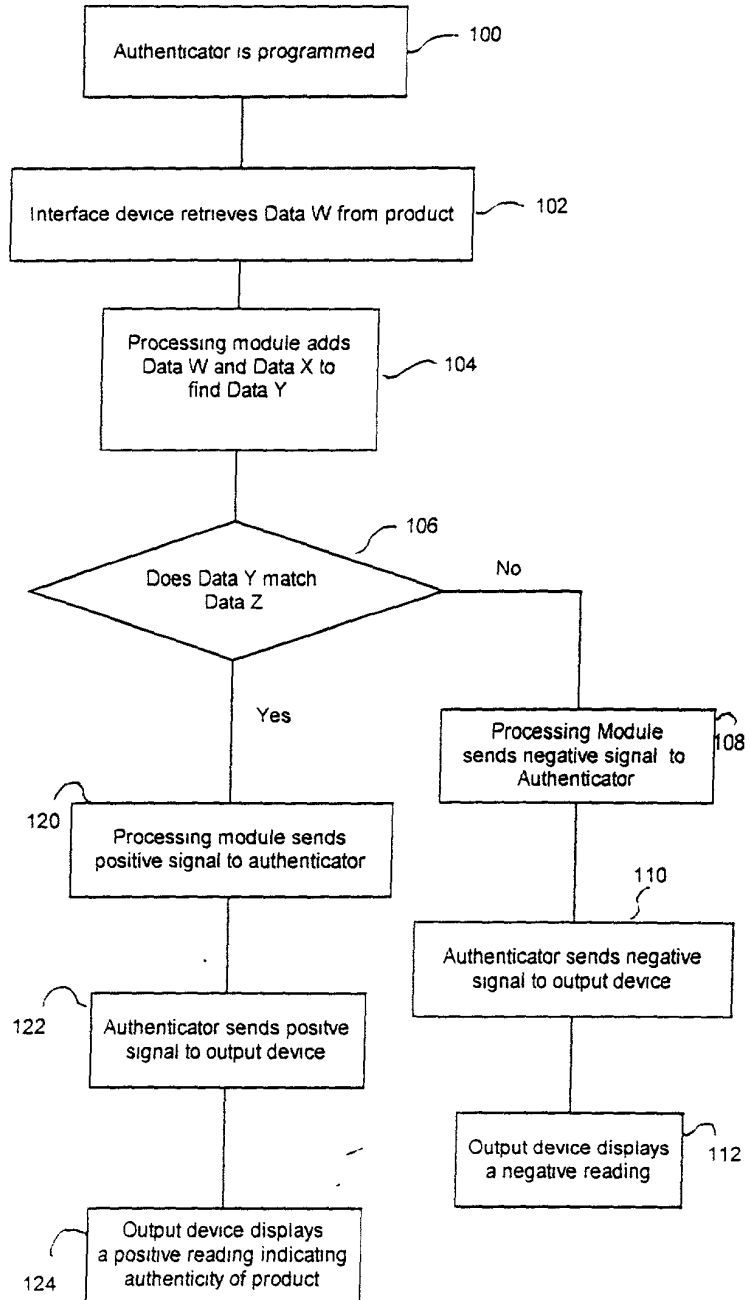 Authenticator is programmed
100
Interface device retrieves Data W from product
102
Processing module adds
Data W and Data X to
find Data Y
104
106
Does Data Y match
Data Z
No
Yes
Processing Module
sends negative signal to
Authenticator
108
120
Processing module sends
positive signal to authenticator
110
Authenticator sends negative
signal to output device
122
Authenticator sends positve
signal to output device
Output device displays
a negative reading
112
Output device displays
a positive reading indicating
authenticity of product
124